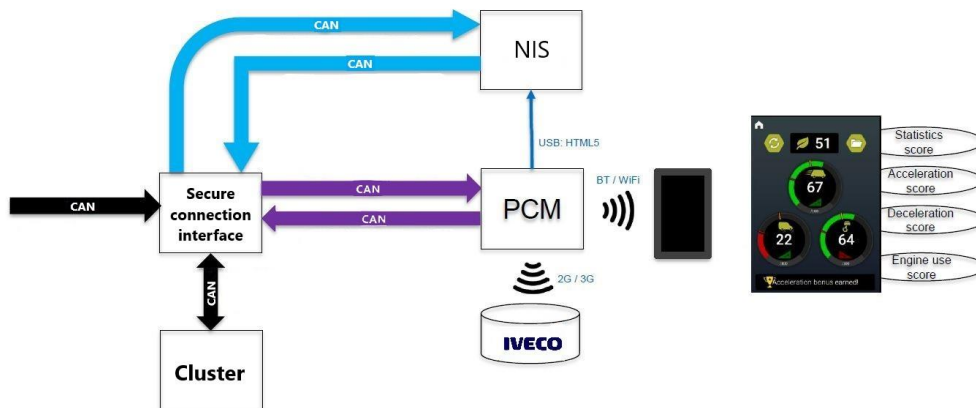 CAN
NIS
CAN
USB: HTML5
Secure
connection
interface
CAN
CAN
CAN
PCM
BT / WiFi
2G / 3G
IVECO
CAN
Cluster
51
67
22
64
Acceleration bonus earned!
Statistics
score
Acceleration
score
Deceleration
score
Engine use
score